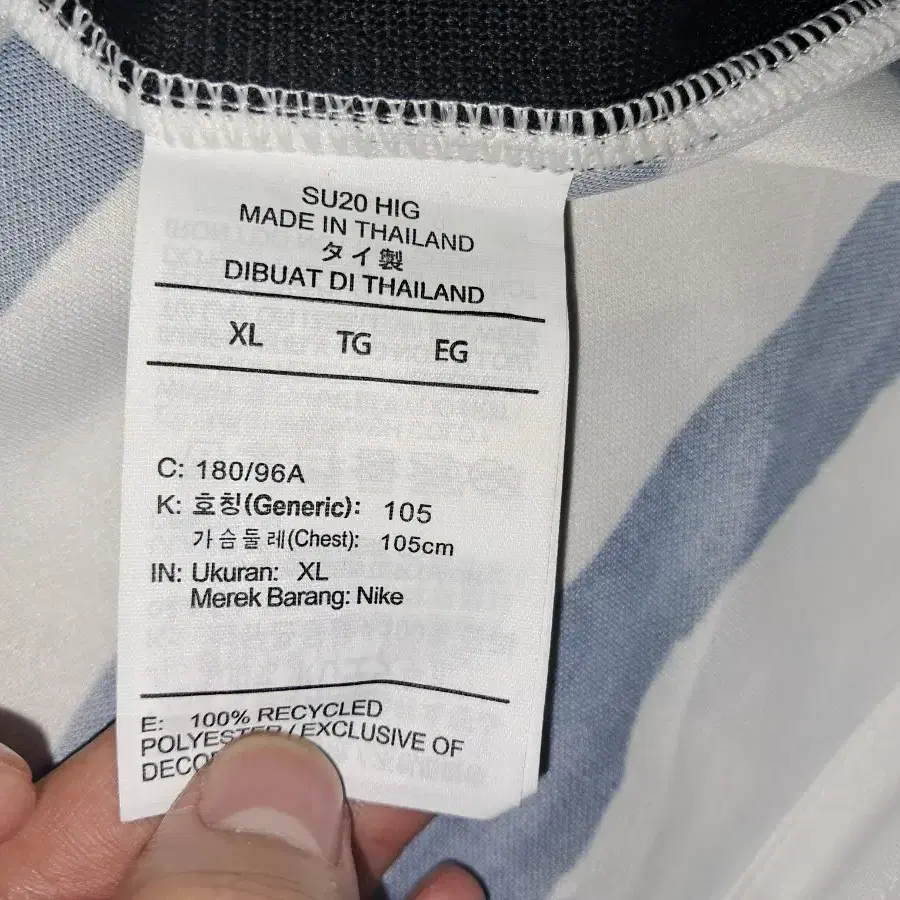 SU20 HIG
MADE IN THAILAND
タイ製
DIBUAT DI THAILAND
XL TG EG
C: 180/96A
K: 호칭(Generic): 105
가슴둘레(Chest): 105cm
IN: Ukuran: XL
Merek Barang: Nike
E: 100% RECYCLED
POLYESTER / EXCLUSIVE OF